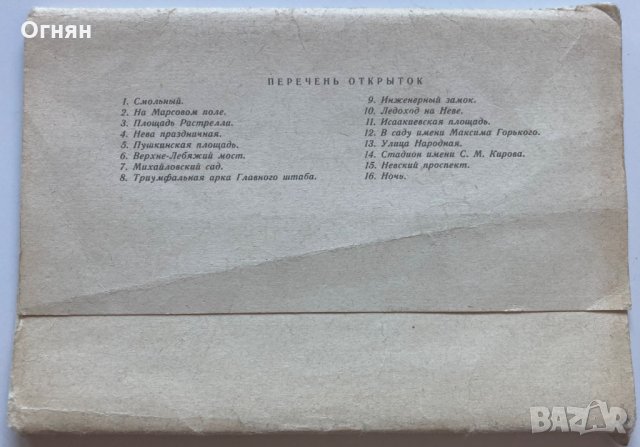 Огнян
ПЕРЕЧЕНЬ ОТКРЫТОК
1. Смольный.
2. На Марсовом поле.
3. Площадь Растрелла.
4. Нева праздничная.
5. Пушкинская площадь.
6. Верхне-Лебяжий мост.
7. Михайловский сад.
8. Триумфальная арка Главного штаба.
9. Инженерный замок.
10. Ледоход на Неве.
11. Исаакиевская площадь.
12. В саду имени Максима Горького.
13. Улица Народная.
14. Стадион имени С. М. Кирова.
15. Невский проспект.
16. Ночь.
BAZAR